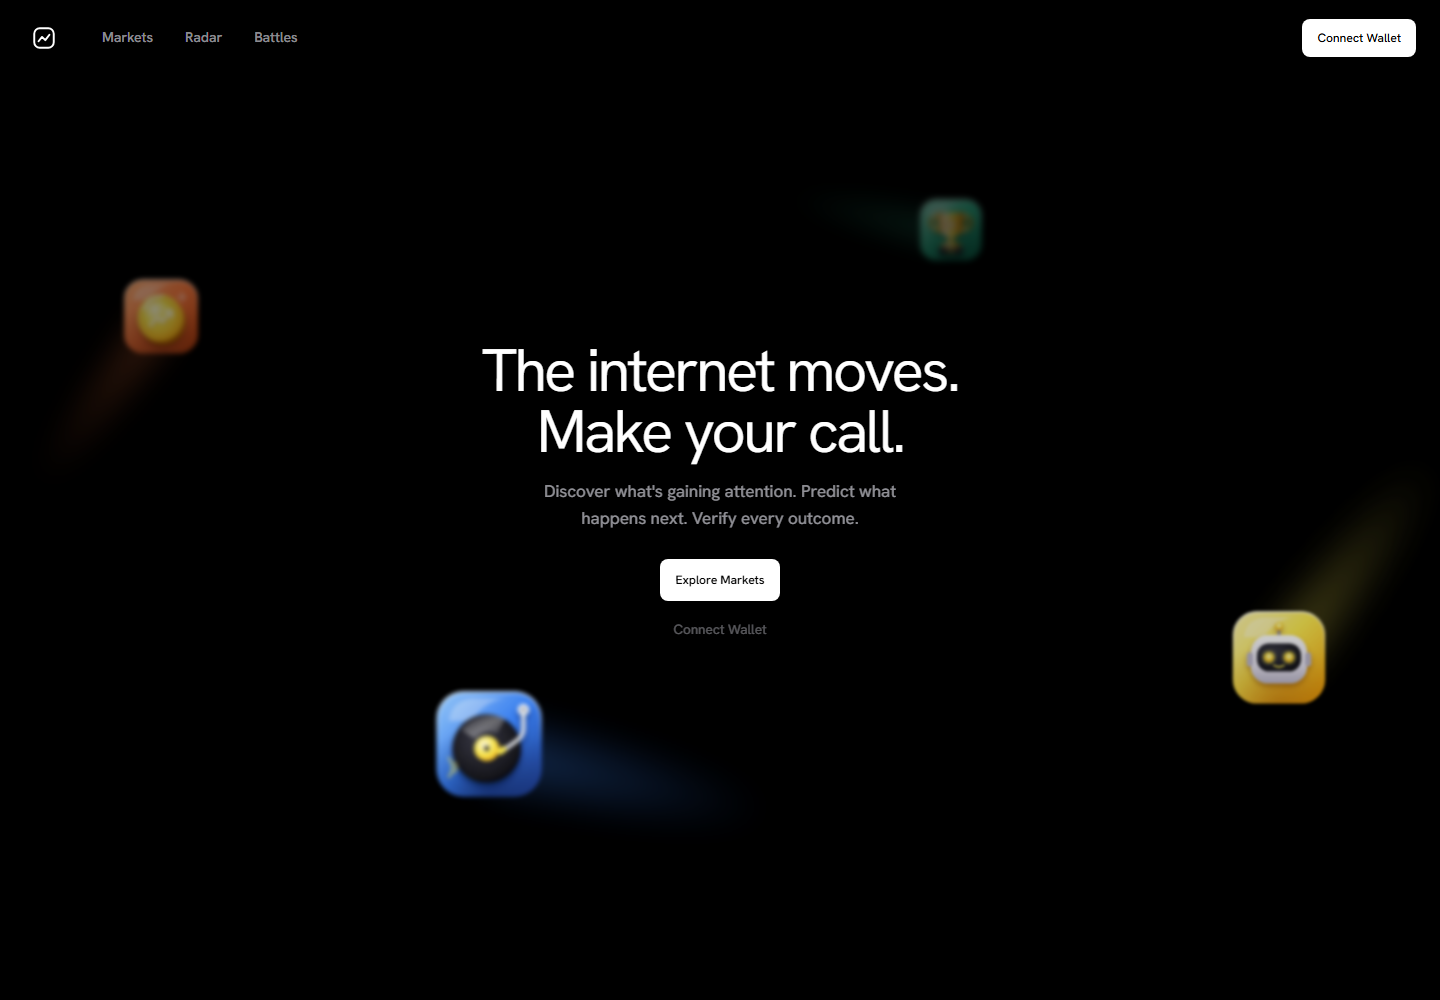 Markets
Radar
Battles
Connect Wallet
The internet moves.
Make your call.
Discover what's gaining attention. Predict what
happens next. Verify every outcome.
Explore Markets
Connect Wallet